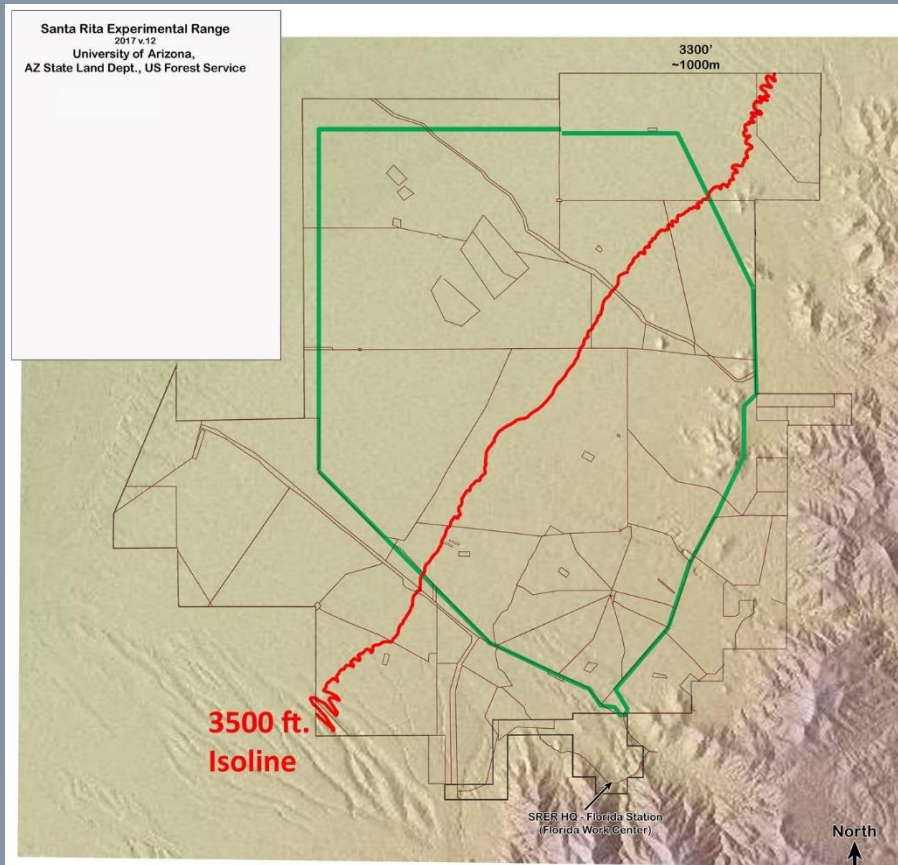 Santa Rita Experimental Range
2017 v.12
University of Arizona,
AZ State Land Dept., US Forest Service
3300'
~1000m
3500 ft.
Isoline
SRER HQ - Florida Station
(Florida Work Center)
North